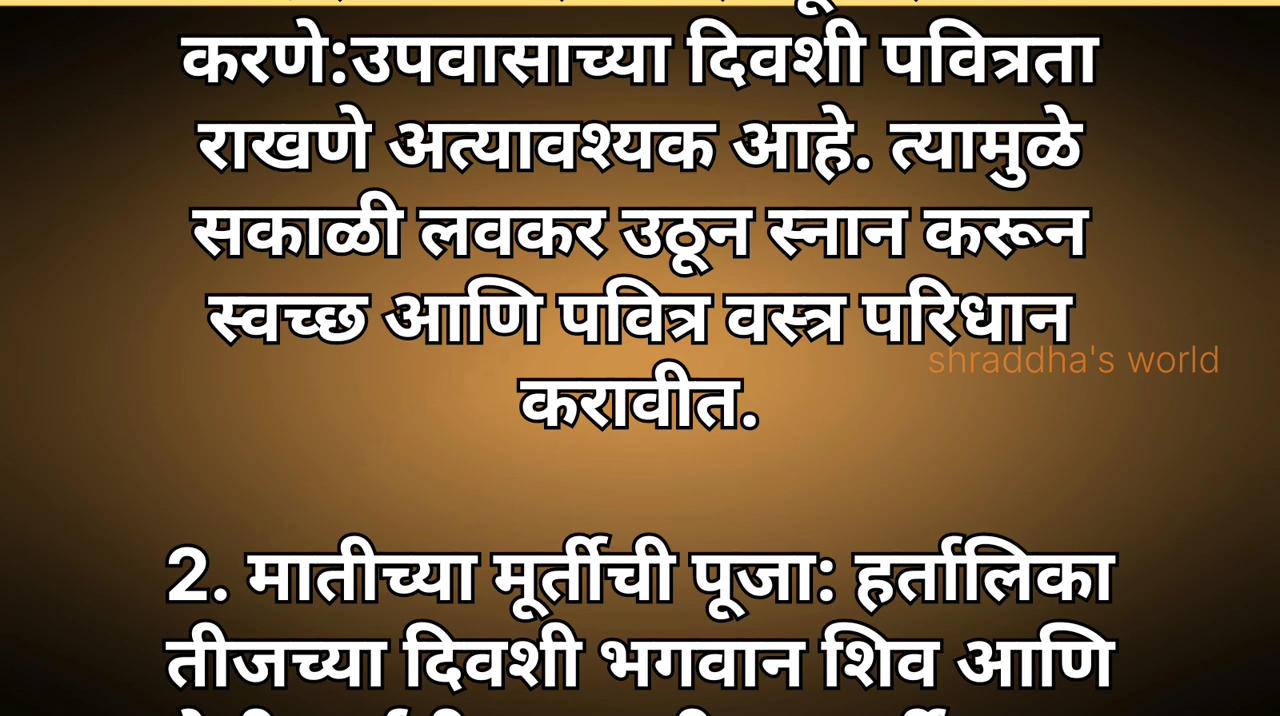 करणे:उपवासाच्या दिवशी पवित्रता
राखणे अत्यावश्यक आहे. त्यामुळे
सकाळी लवकर उठून स्नान करून
स्वच्छ आणि पवित्र वस्त्र परिधान
shraddha's world
करावीत.
2. मातीच्या मूर्तीची पूजा: हर्तालिका
तीजच्या दिवशी भगवान शिव आणि